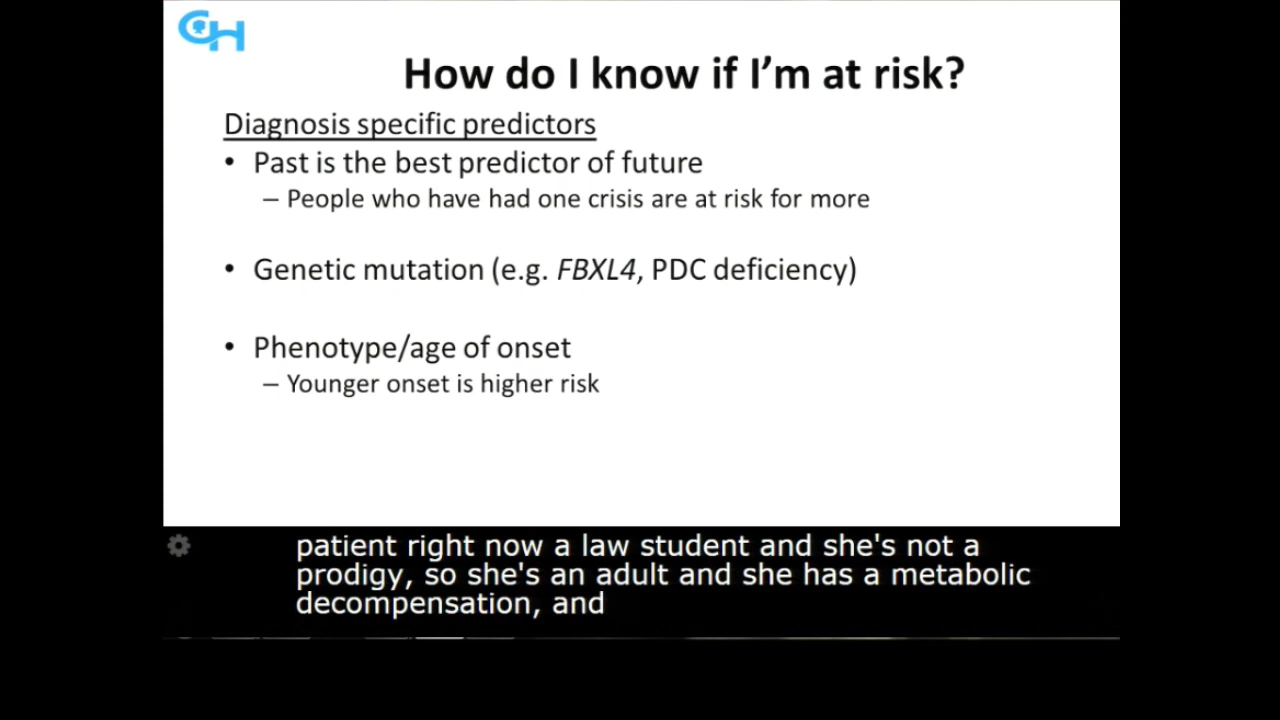 CH
How do I know if I'm at risk?
Diagnosis specific predictors
• Past is the best predictor of future
– People who have had one crisis are at risk for more
• Genetic mutation (e.g. FBXL4, PDC deficiency)
• Phenotype/age of onset
– Younger onset is higher risk
patient right now a law student and she's not a
prodigy, so she's an adult and she has a metabolic
decompensation, and